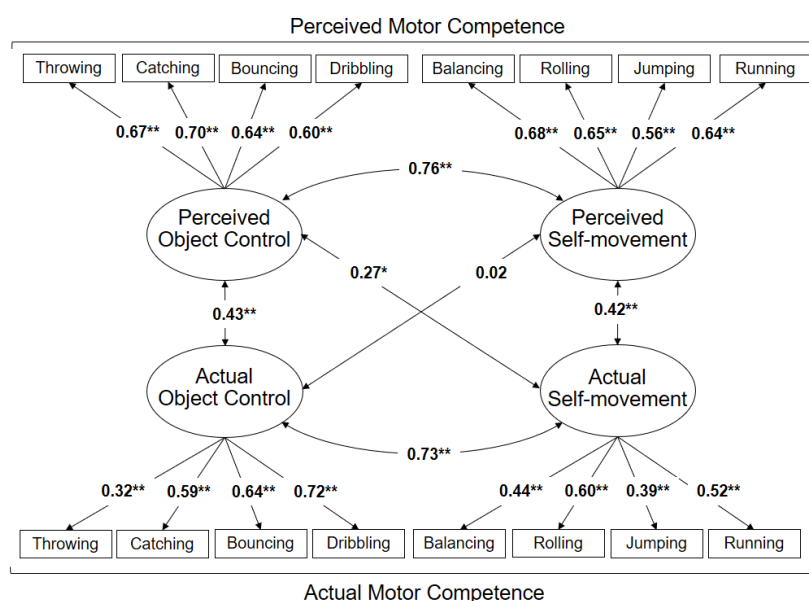 Perceived Motor Competence
Throwing
Catching
Bouncing
Dribbling
Balancing
Rolling
Jumping
Running
0.67**
0.70**
0.64**
0.60**
0.68**
0.65**
0.56**
0.64**
0.76**
Perceived
Object Control
Perceived
Self-movement
0.27*
0.02
0.43**
0.42**
Actual
Object Control
Actual
Self-movement
0.73**
0.32**
0.59**
0.64**
0.72**
0.44**
0.60**
0.39**
0.52**
Throwing
Catching
Bouncing
Dribbling
Balancing
Rolling
Jumping
Running
Actual Motor Competence